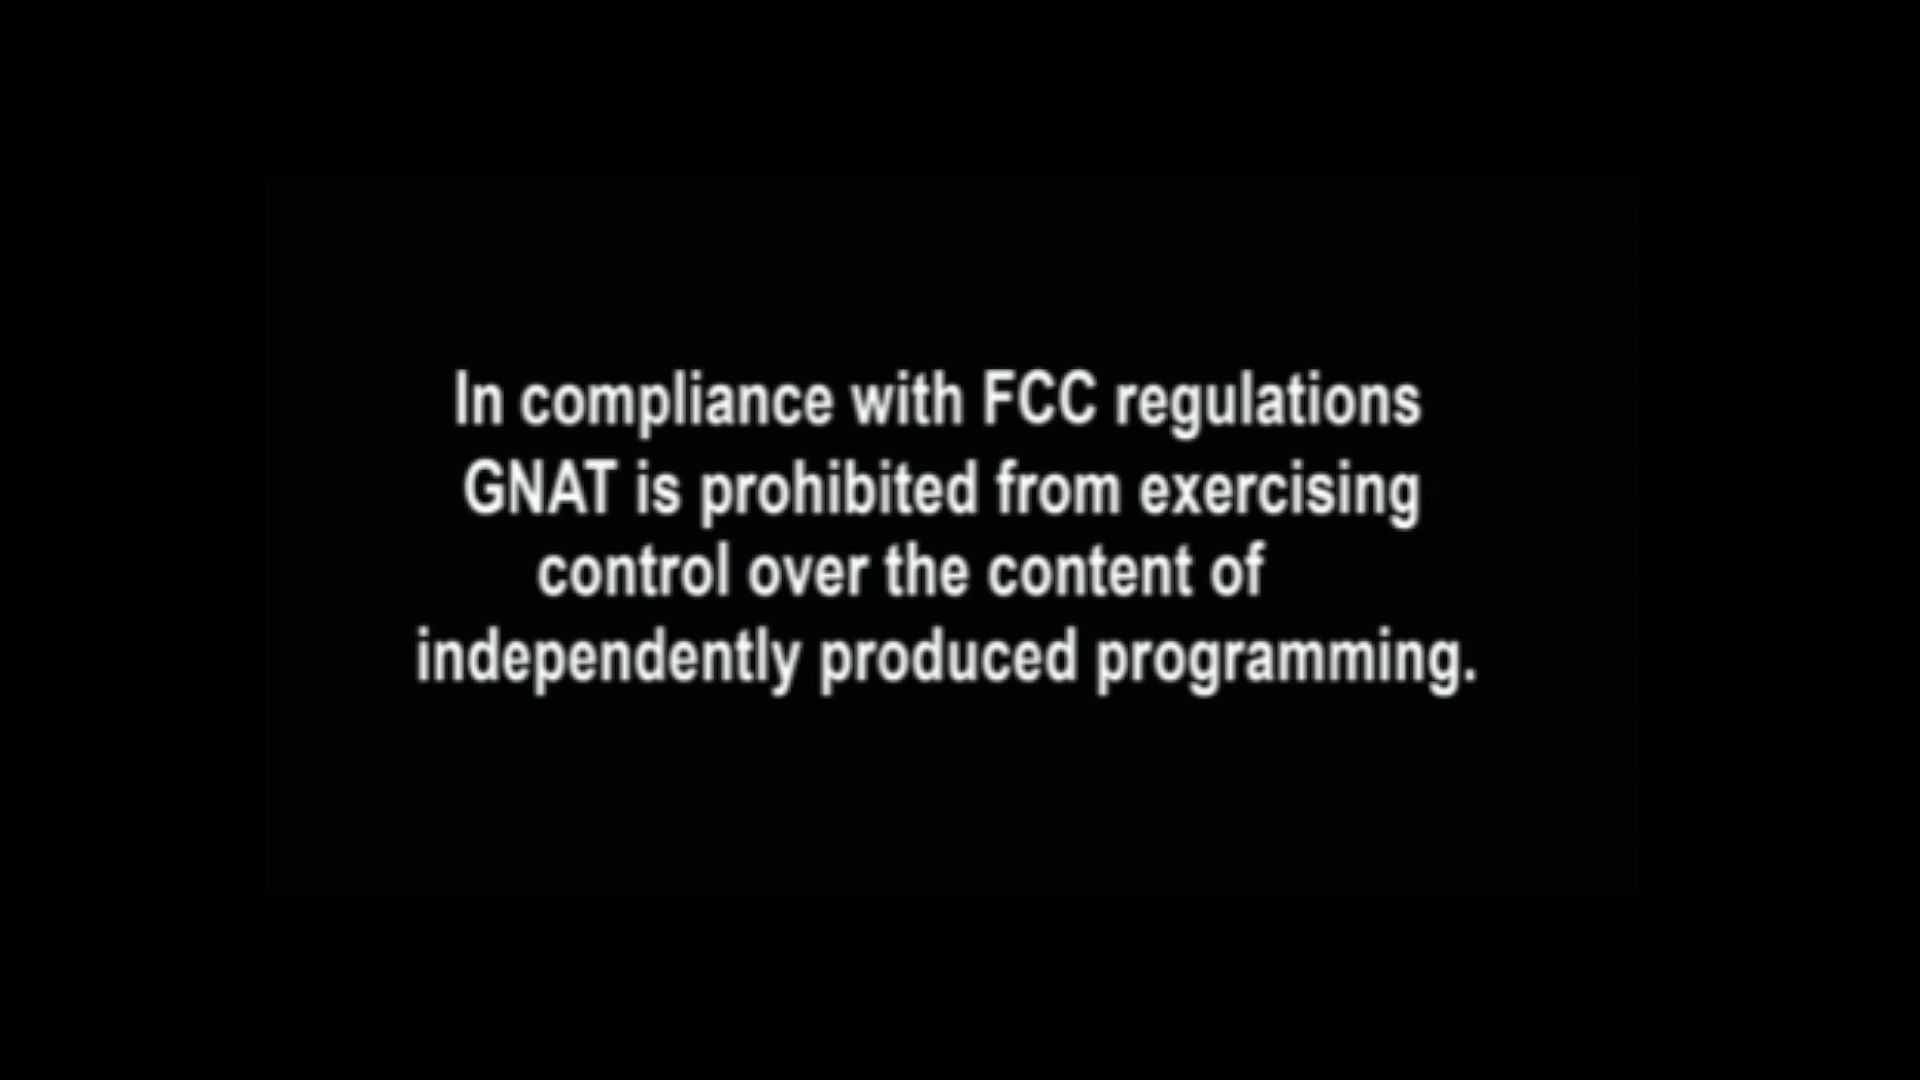 In compliance with FCC regulations
GNAT is prohibited from exercising
control over the content of
independently produced programming.